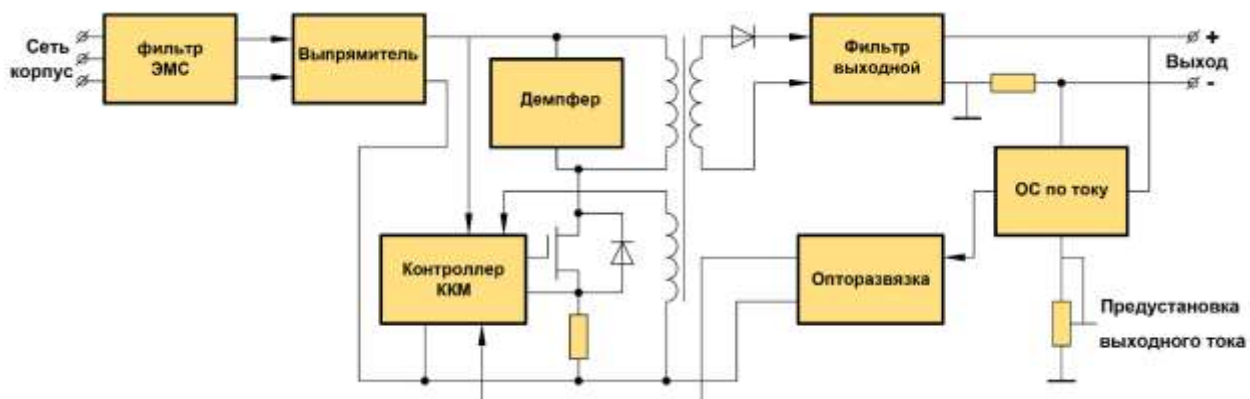 Сеть
корпус
фильтр
ЭМС
Выпрямитель
Демпфер
Фильтр
выходной
+
Выход
-
ОС по току
Контроллер
ККМ
Опторазвязка
Предустановка
выходного тока